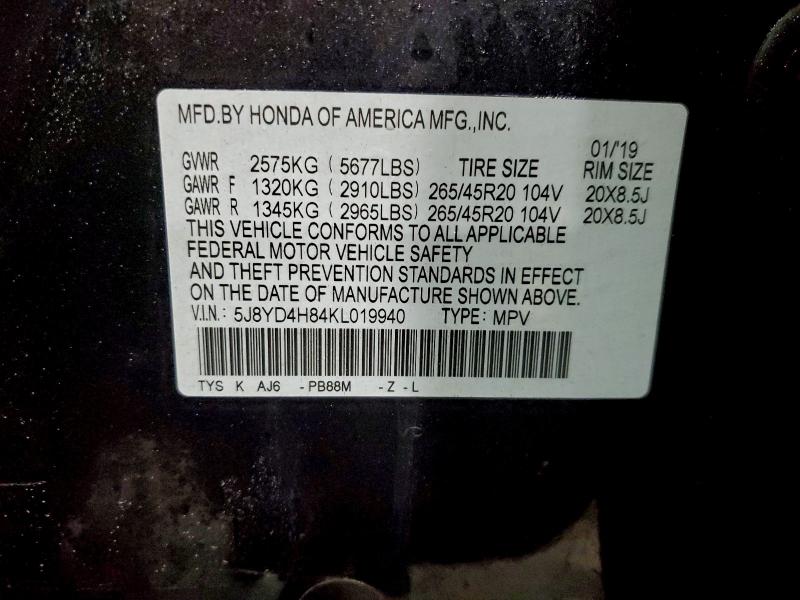 MFD.BY HONDA OF AMERICA MFG.,INC.
01/'19
GVWR 2575KG ( 5677LBS) TIRE SIZE RIM SIZE
GAWR F 1320KG ( 2910LBS) 265/45R20 104V 20X8.5J
GAWR R 1345KG ( 2965LBS) 265/45R20 104V 20X8.5J
THIS VEHICLE CONFORMS TO ALL APPLICABLE
FEDERAL MOTOR VEHICLE SAFETY
AND THEFT PREVENTION STANDARDS IN EFFECT
ON THE DATE OF MANUFACTURE SHOWN ABOVE.
V.I.N.: 5J8YD4H84KL019940 TYPE: MPV
TYS K AJ6 -PB88M -Z -L